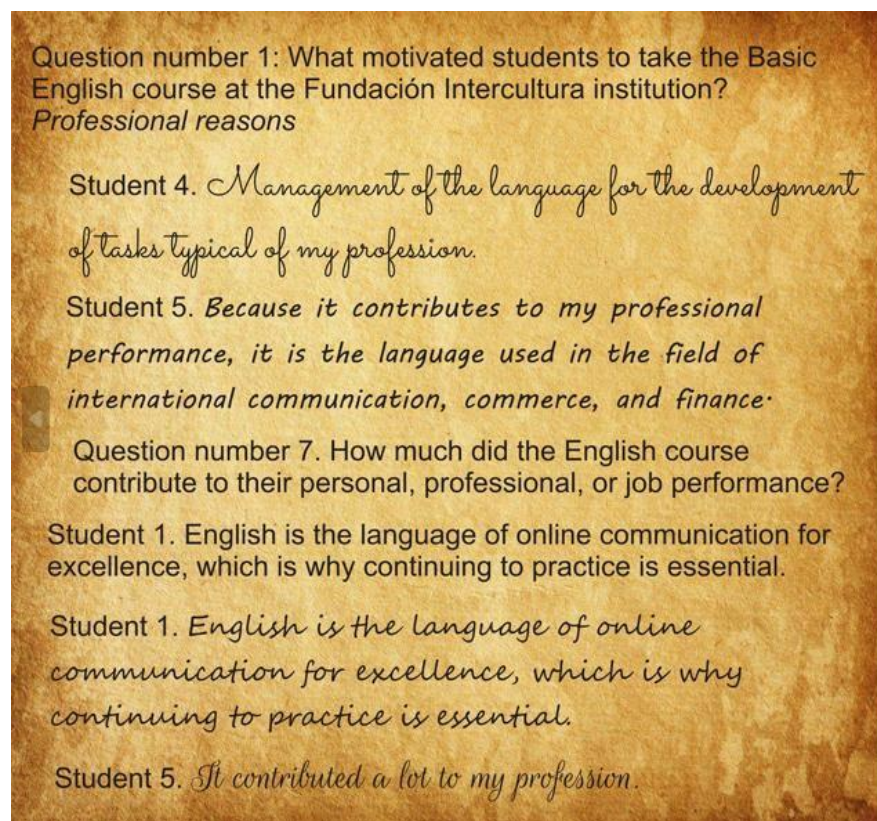 Question number 1: What motivated students to take the Basic
English course at the Fundación Intercultura institution?
Professional reasons
Student 4. Management of the language for the development
of tasks typical of my profession.
Student 5. Because it contributes to my professional
performance, it is the language used in the field of
international communication, commerce, and finance.
Question number 7. How much did the English course
contribute to their personal, professional, or job performance?
Student 1. English is the language of online communication for
excellence, which is why continuing to practice is essential.
Student 1. English is the language of online
communication for excellence, which is why
continuing to practice is essential.
Student 5. It contributed a lot to my profession.